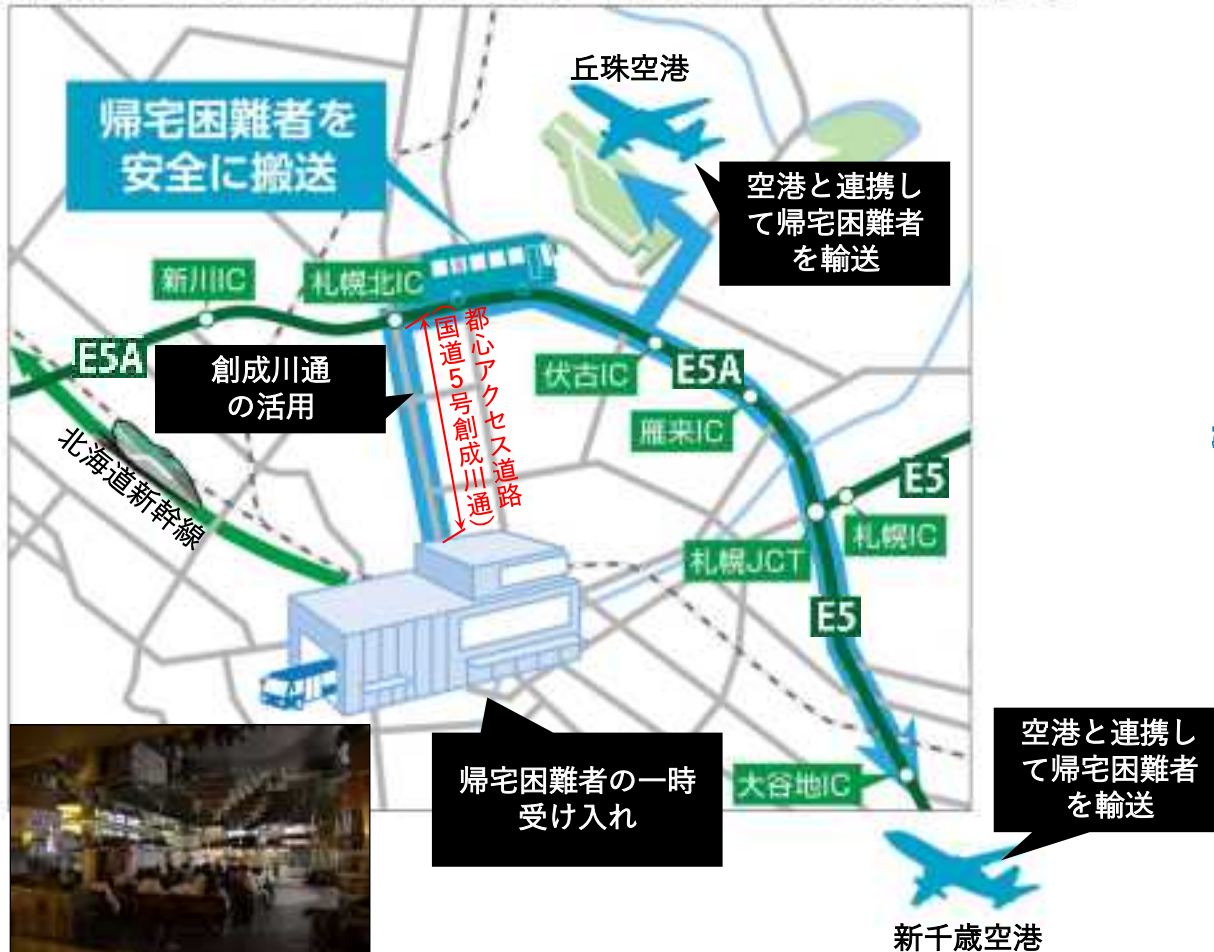 丘珠空港
帰宅困難者を
安全に搬送
空港と連携し
て帰宅困難者
を輸送
新川IC
札幌北IC
E5A
創成川通
の活用
都心アクセス道路
(国道5号創成川通)
伏古IC
E5A
雁来IC
E5
北海道新幹線
札幌IC
札幌JCT
E5
帰宅困難者の一時
受け入れ
大谷地IC
空港と連携し
て帰宅困難者
を輸送
新千歳空港